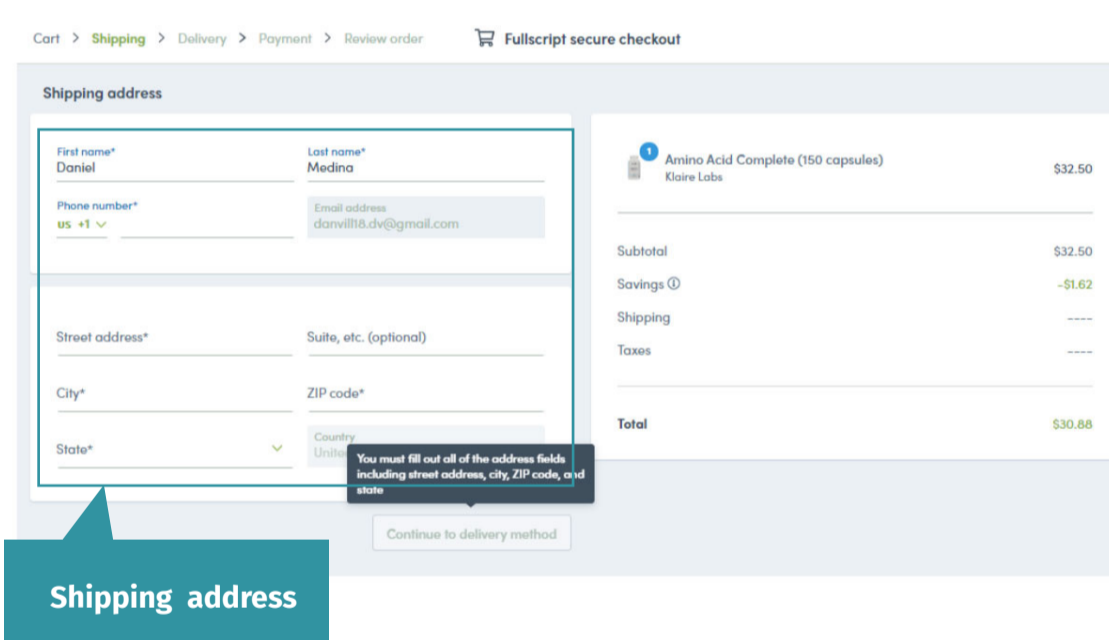 Cart > Shipping > Delivery > Payment > Review order Fullscript secure checkout
Shipping address
First name*
Daniel
Last name*
Medina
Phone number*
us +1
Email address
danvill18.dv@gmail.com
Street address*
Suite, etc. (optional)
City*
ZIP code*
State*
Country
You must fill out all of the address fields
including street address, city, ZIP code, and
state
Continue to delivery method
1
Amino Acid Complete (150 capsules)
Klaire Labs
$32.50
Subtotal $32.50
Savings -$1.62
Shipping ----
Taxes ----
Total $30.88
Shipping address